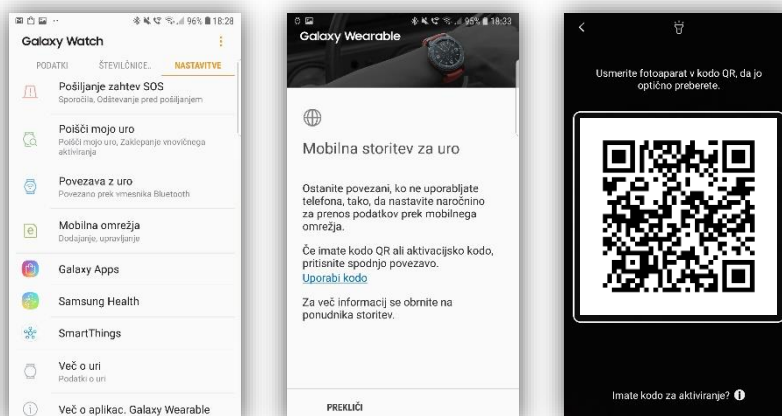 96% 18:28
Galaxy Watch
PODATKI ŠTEVILČNICE.. NASTAVITVE
Pošiljanje zahtev SOS
Sporočila, Odštevanje pred pošiljanjem
Poišči mojo uro
Poišči mojo uro, Zaklepanje vnovičnega
aktiviranja
Povezava z uro
Povezano prek vmesnika Bluetooth
Mobilna omrežja
Dodajanje, upravljanje
Galaxy Apps
Samsung Health
SmartThings
Več o uri
Podatki o uri
Več o aplikac. Galaxy Wearable
95% 18:33
Galaxy Wearable
Mobilna storitev za uro
Ostanite povezani, ko ne uporabljate
telefona, tako, da nastavite naročnino
za prenos podatkov prek mobilnega
omrežja.
Če imate kodo QR ali aktivacijsko kodo,
pritisnite spodnjo povezavo.
Uporabi kodo
Za več informacij se obrnite na
ponudnika storitev.
PREKLIČI
Usmerite fotoaparat v kodo QR, da jo
optično preberete.
Imate kodo za aktiviranje?